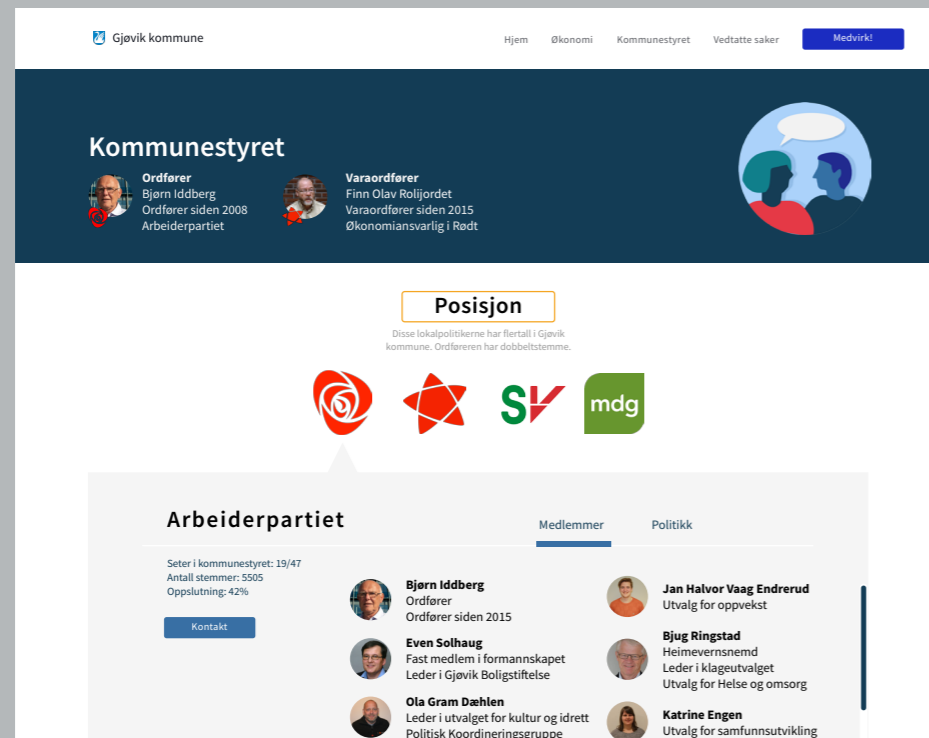 Gjøvik kommune
Hjem Økonomi Kommunestyret Vedtatte saker Medvirk!
Kommunestyret
Ordfører
Bjørn Iddberg
Ordfører siden 2008
Arbeiderpartiet
Varaordfører
Finn Olav Rolijordet
Varaordfører siden 2015
Økonomiansvarlig i Rødt
Posisjon
Disse lokalpolitikerne har flertall i Gjøvik
kommune. Ordføreren har dobbeltstemme.
SV
mdg
Arbeiderpartiet
Medlemmer Politikk
Seter i kommunestyret: 19/47
Antall stemmer: 5505
Oppslutning: 42%
Kontakt
Bjørn Iddberg
Ordfører
Ordfører siden 2015
Even Solhaug
Fast medlem i formannskapet
Leder i Gjøvik Boligstiftelse
Ola Gram Dæhlen
Leder i utvalget for kultur og idrett
Politisk Koordineringsgruppe
Jan Halvor Vaag Endrerud
Utvalg for oppvekst
Bjug Ringstad
Heimevernsnemd
Leder i klageutvalget
Utvalg for Helse og omsorg
Katrine Engen
Utvalg for samfunnsutvikling